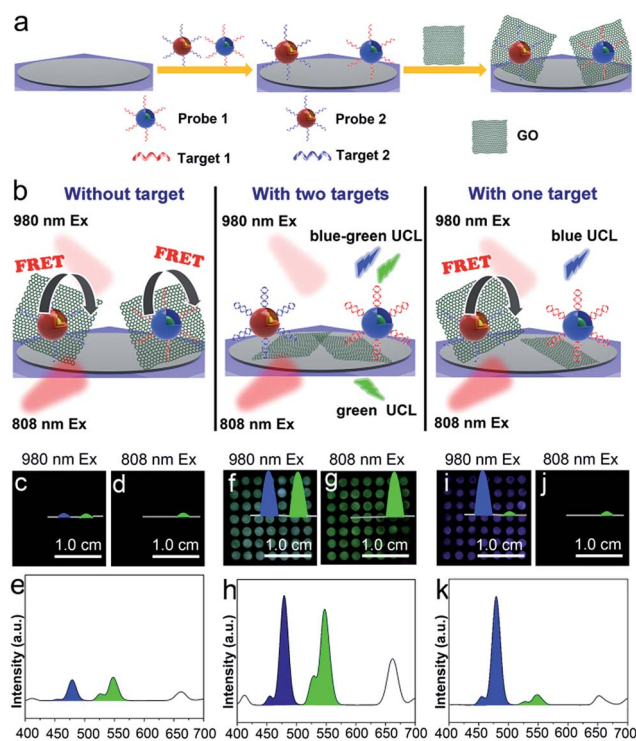 a
Probe 1
Probe 2
GO
Target 1
Target 2
b
Without target
With two targets
With one target
980 nm Ex
980 nm Ex
980 nm Ex
blue-green UCL
blue UCL
FRET
FRET
FRET
808 nm Ex
808 nm Ex
green UCL
808 nm Ex
980 nm Ex
808 nm Ex
980 nm Ex
808 nm Ex
980 nm Ex
808 nm Ex
c
d
f
g
i
j
1.0 cm
1.0 cm
1.0 cm
1.0 cm
1.0 cm
1.0 cm
e
h
k
Intensity (a.u.)
Intensity (a.u.)
Intensity (a.u.)
400 450 500 550 600 650 700
400 450 500 550 600 650 700
400 450 500 550 600 650 700